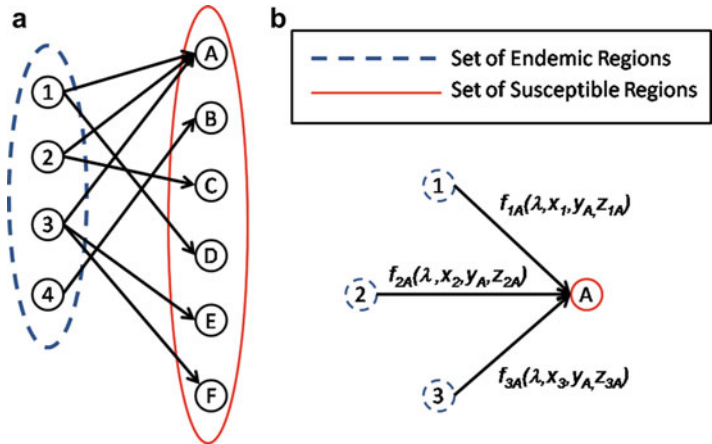 a
1
2
3
4
A
B
C
D
E
F
b
Set of Endemic Regions
Set of Susceptible Regions
1
2
3
A
f1A(λ,x1,yA,z1A)
f2A(λ,x2,yA,z2A)
f3A(λ,x3,yA,z3A)